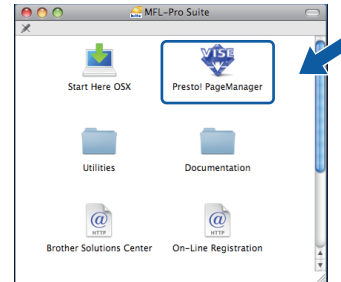 MFL-Pro Suite
VISE
Start Here OSX
Presto! PageManager
Utilities
Documentation
@
HTTP
@
HTTP
Brother Solutions Center
On-Line Registration